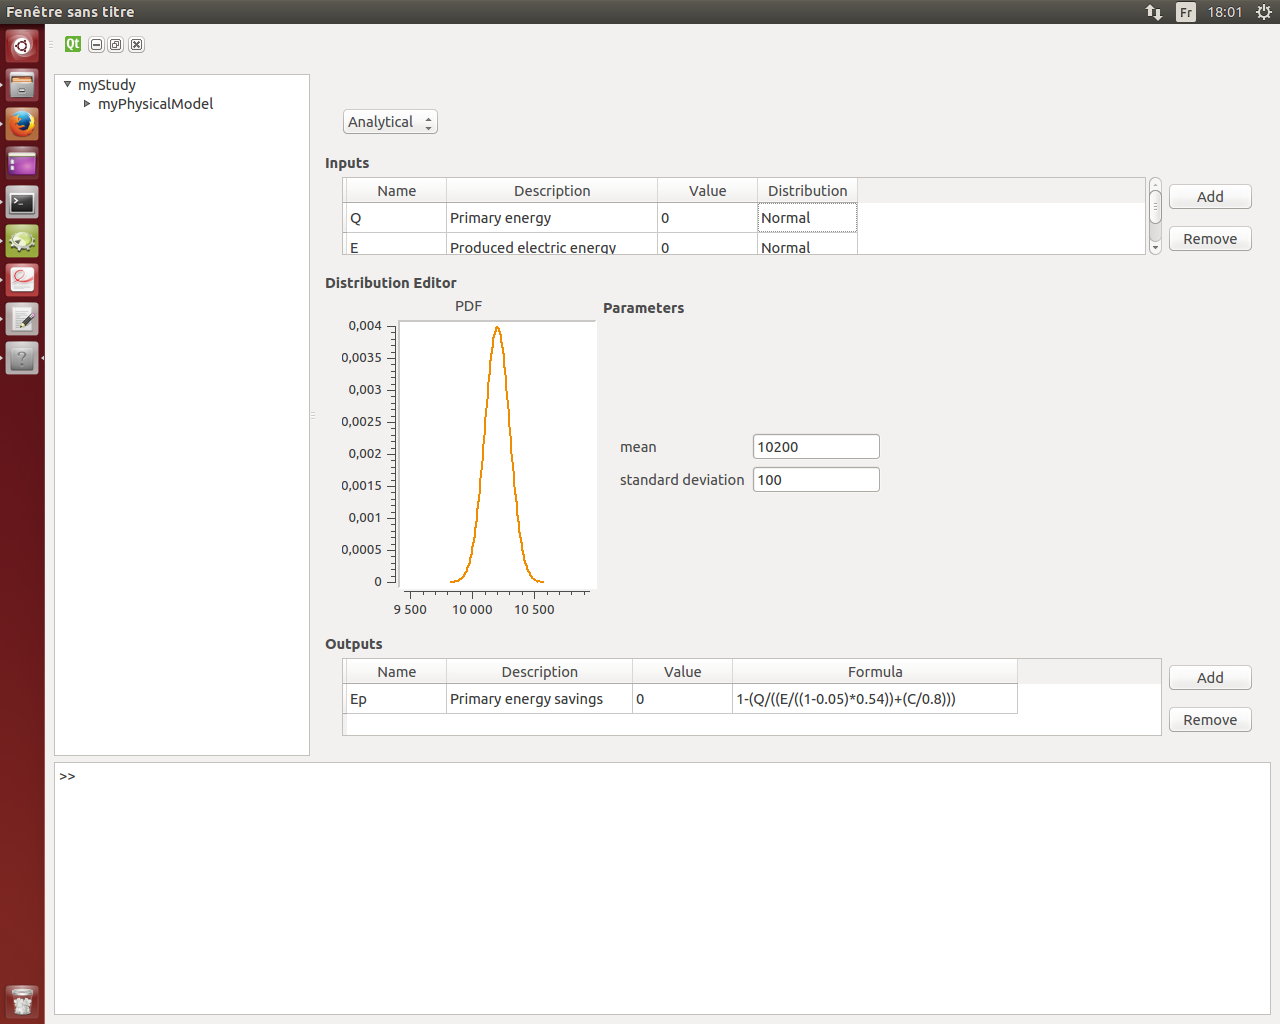 Fenêtre sans titre
Fr
18:01
Qt
myStudy
myPhysicalModel
Analytical
Inputs
Name Description Value Distribution
Q Primary energy 0 Normal
E Produced electric energy 0 Normal
Add
Remove
Distribution Editor
PDF
Parameters
0,004
0,0035
0,003
0,0025
0,002
0,0015
0,001
0,0005
0
9 500 10 000 10 500
mean 10200
standard deviation 100
Outputs
Name Description Value Formula
Ep Primary energy savings 0 1-(Q/((E/((1-0.05)*0.54))+(C/0.8)))
Add
Remove
>>